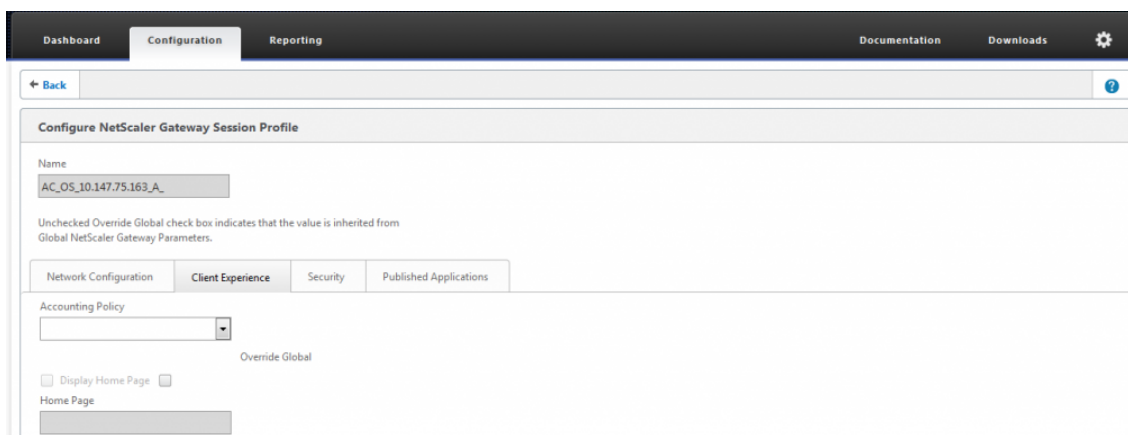 Dashboard Configuration Reporting Documentation Downloads
← Back ?
Configure NetScaler Gateway Session Profile
Name
AC_OS_10.147.75.163_A_
Unchecked Override Global check box indicates that the value is inherited from
Global NetScaler Gateway Parameters.
Network Configuration Client Experience Security Published Applications
Accounting Policy
Override Global
Display Home Page
Home Page